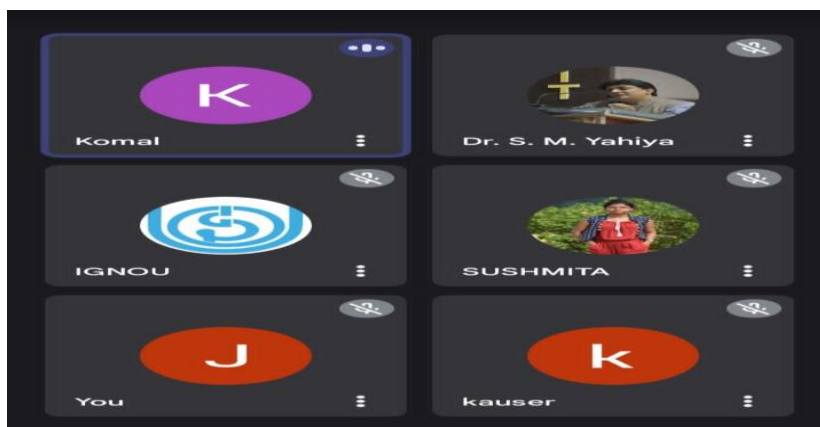 K
Komal
Dr. S. M. Yahiya
IGNOU
SUSHMITA
J
You
k
kauser